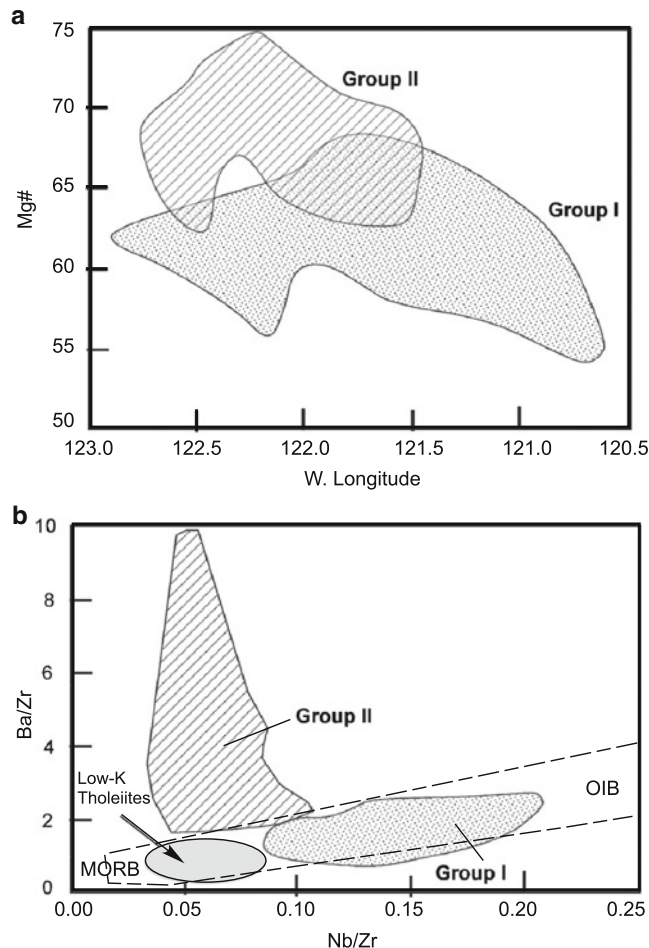 a
75
70
65
60
55
50
Mg#
Group II
Group I
123.0 122.5 122.0 121.5 121.0 120.5
W. Longitude
b
10
8
6
4
2
0
Ba/Zr
Group II
Low-K
Tholeiites
OIB
MORB
Group I
0.00 0.05 0.10 0.15 0.20 0.25
Nb/Zr